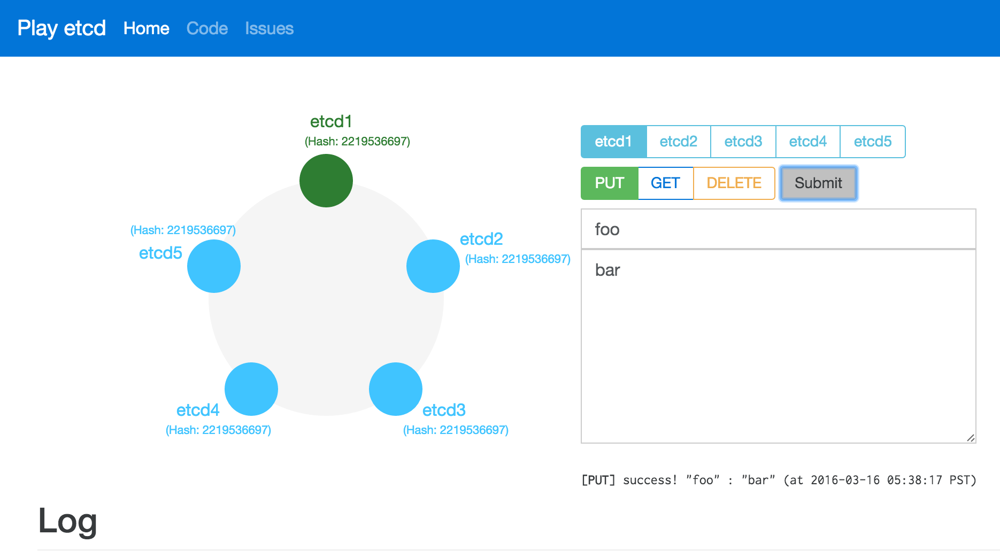 Play etcd Home Code Issues
etcd1
(Hash: 2219536697)
(Hash: 2219536697)
etcd5
etcd2
(Hash: 2219536697)
etcd4
(Hash: 2219536697)
etcd3
(Hash: 2219536697)
etcd1 etcd2 etcd3 etcd4 etcd5
PUT GET DELETE Submit
foo
bar
[PUT] success! "foo" : "bar" (at 2016-03-16 05:38:17 PST)
Log